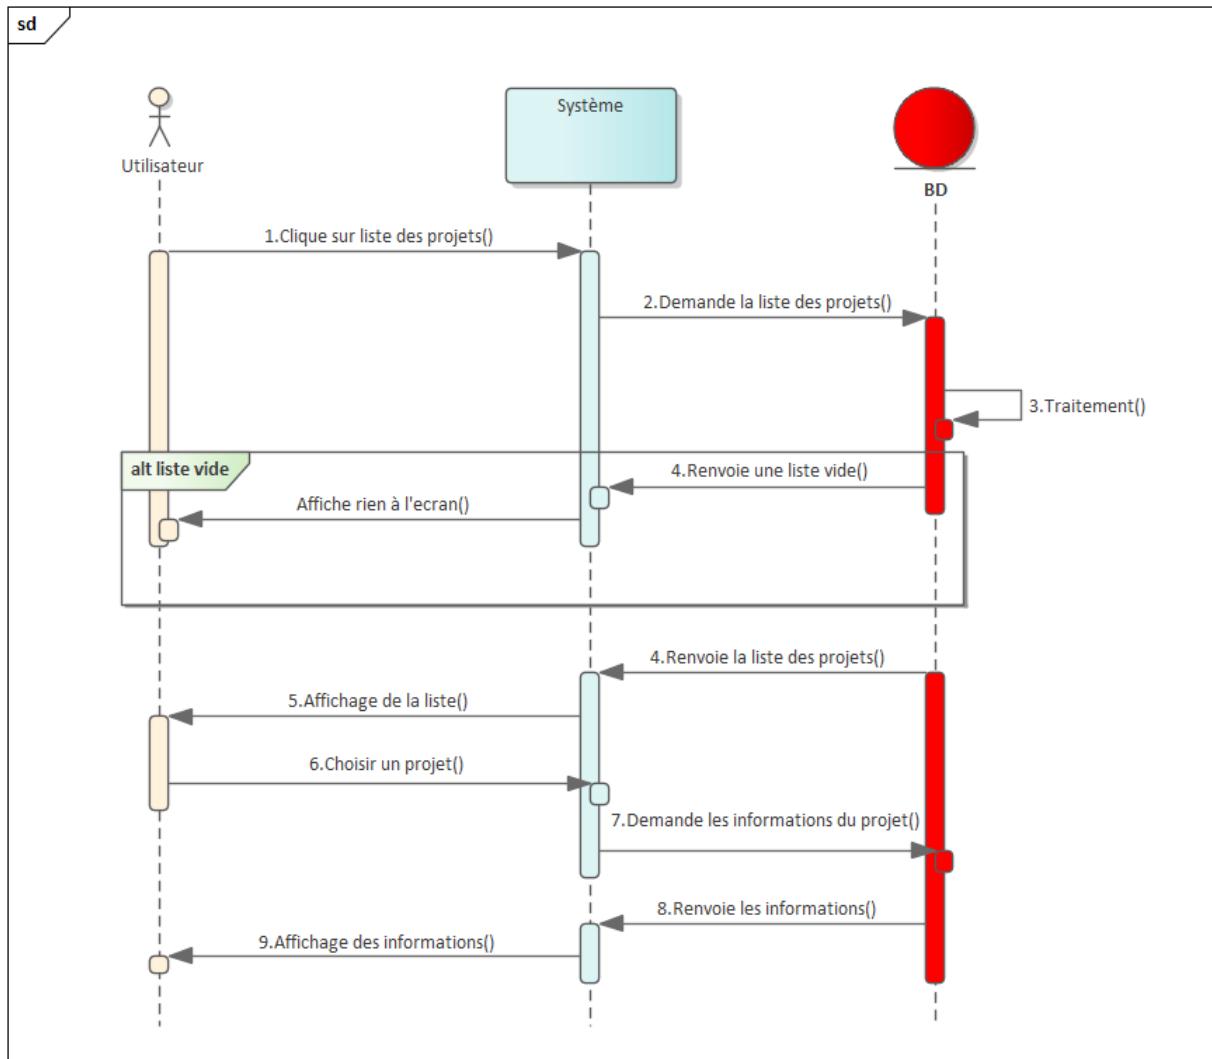 sd
Utilisateur
Système
BD
1.Clique sur liste des projets()
2.Demande la liste des projets()
3.Traitement()
alt liste vide
4.Renvoie une liste vide()
Affiche rien à l'ecran()
4.Renvoie la liste des projets()
5.Affichage de la liste()
6.Choisir un projet()
7.Demande les informations du projet()
8.Renvoie les informations()
9.Affichage des informations()